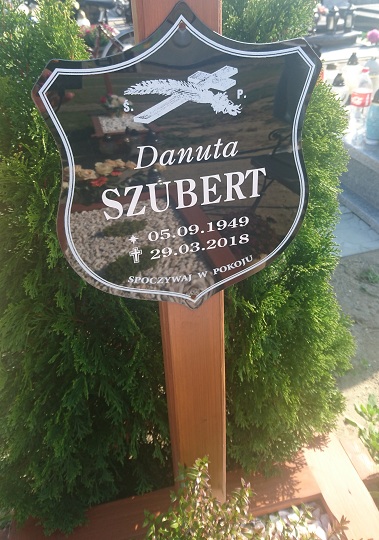 Ś. P.
Danuta
SZUBERT
05.09.1949
29.03.2018
SPOCZYWAJ W POKOJU